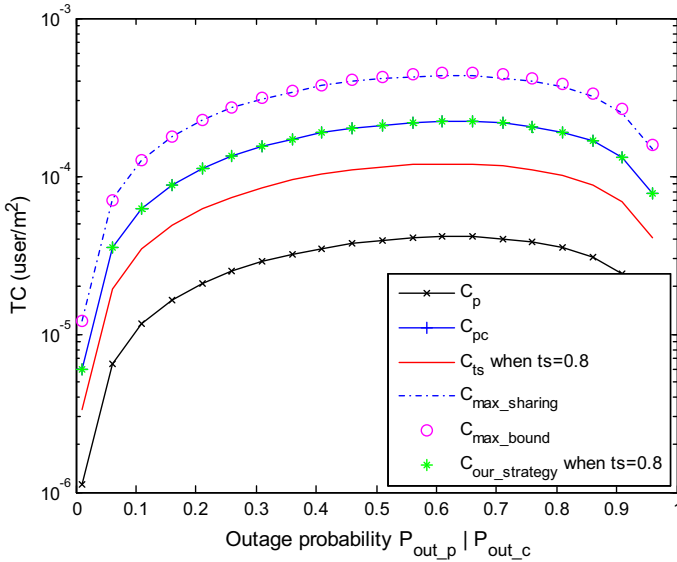 10^-3
10^-4
10^-5
10^-6
TC (user/m^2)
0 0.1 0.2 0.3 0.4 0.5 0.6 0.7 0.8 0.9 1
Outage probability P_out_p | P_out_c
C_p
C_pc
C_ts when ts=0.8
C_max_sharing
C_max_bound
C_our_strategy when ts=0.8